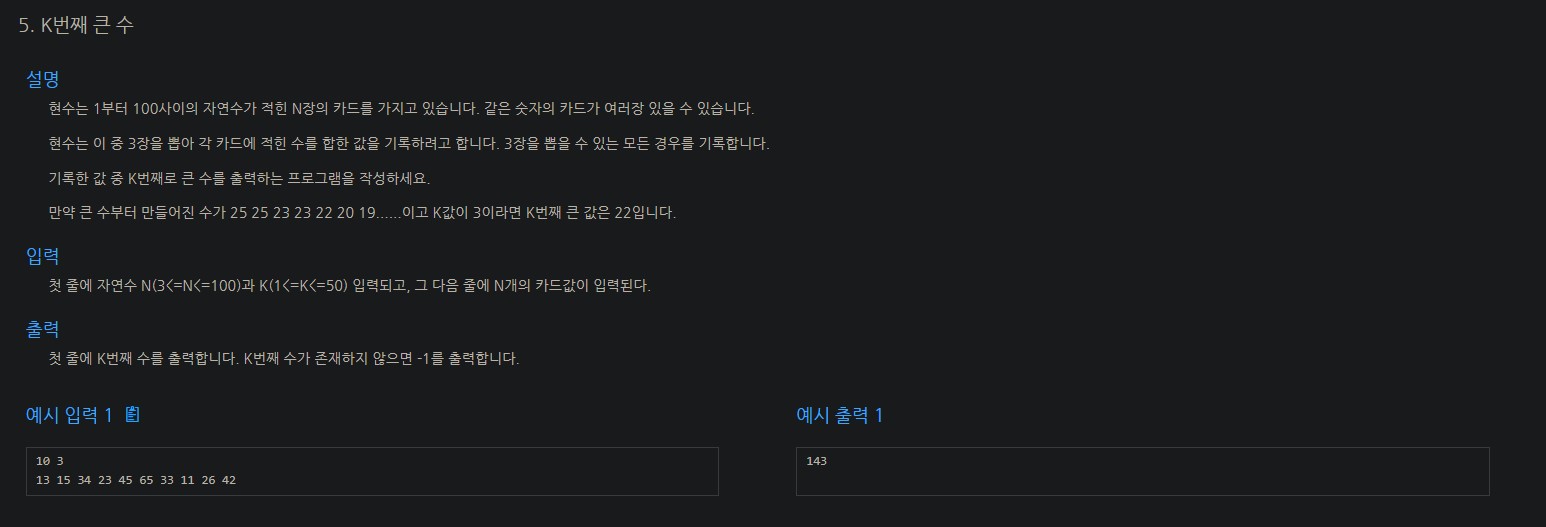 5. K번째 큰 수
설명
현수는 1부터 100사이의 자연수가 적힌 N장의 카드를 가지고 있습니다. 같은 숫자의 카드가 여러장 있을 수 있습니다.
현수는 이 중 3장을 뽑아 각 카드에 적힌 수를 합한 값을 기록하려고 합니다. 3장을 뽑을 수 있는 모든 경우를 기록합니다.
기록한 값 중 K번째로 큰 수를 출력하는 프로그램을 작성하세요.
만약 큰 수부터 만들어진 수가 25 25 23 23 22 20 19......이고 K값이 3이라면 K번째 큰 값은 22입니다.
입력
첫 줄에 자연수 N(3<=N<=100)과 K(1<=K<=50) 입력되고, 그 다음 줄에 N개의 카드값이 입력된다.
출력
첫 줄에 K번째 수를 출력합니다. K번째 수가 존재하지 않으면 -1를 출력합니다.
예시 입력 1
10 3
13 15 34 23 45 65 33 11 26 42
예시 출력 1
143